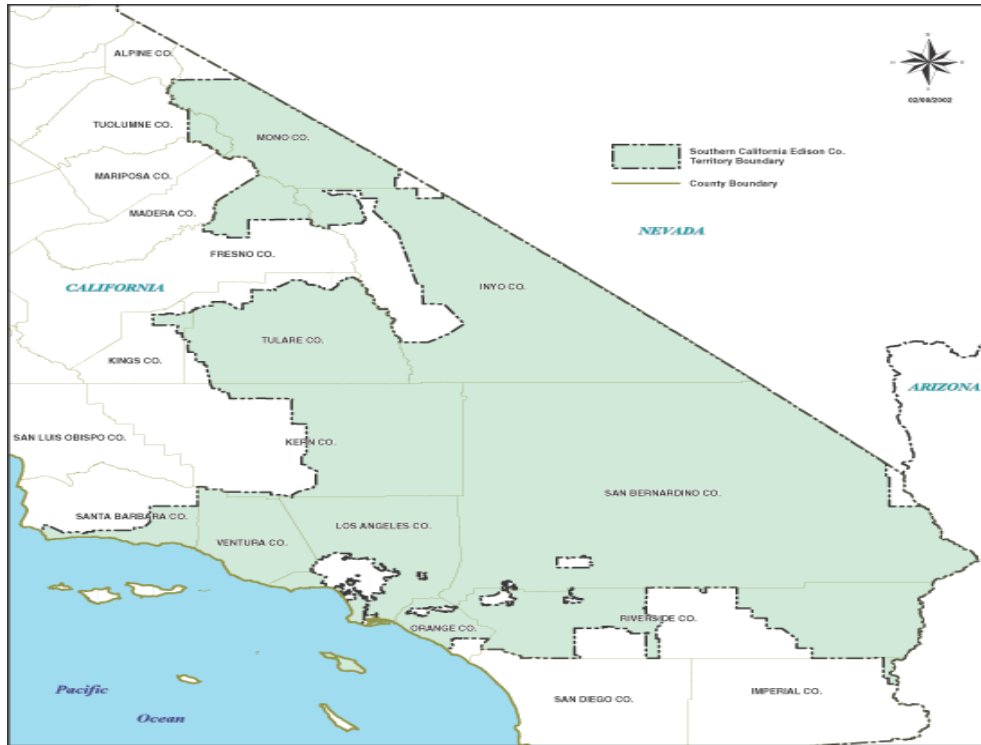 ALPINE CO.
02/08/2002
TUOLUMNE CO.
MONO CO.
Southern California Edison Co.
Territory Boundary
County Boundary
MARIPOSA CO.
MADERA CO.
NEVADA
FRESNO CO.
CALIFORNIA
INYO CO.
TULARE CO.
KINGS CO.
ARIZONA
SAN LUIS OBISPO CO.
KERN CO.
SAN BERNARDINO CO.
SANTA BARBARA CO.
LOS ANGELES CO.
VENTURA CO.
RIVERSIDE CO.
ORANGE CO.
Pacific
Ocean
SAN DIEGO CO.
IMPERIAL CO.